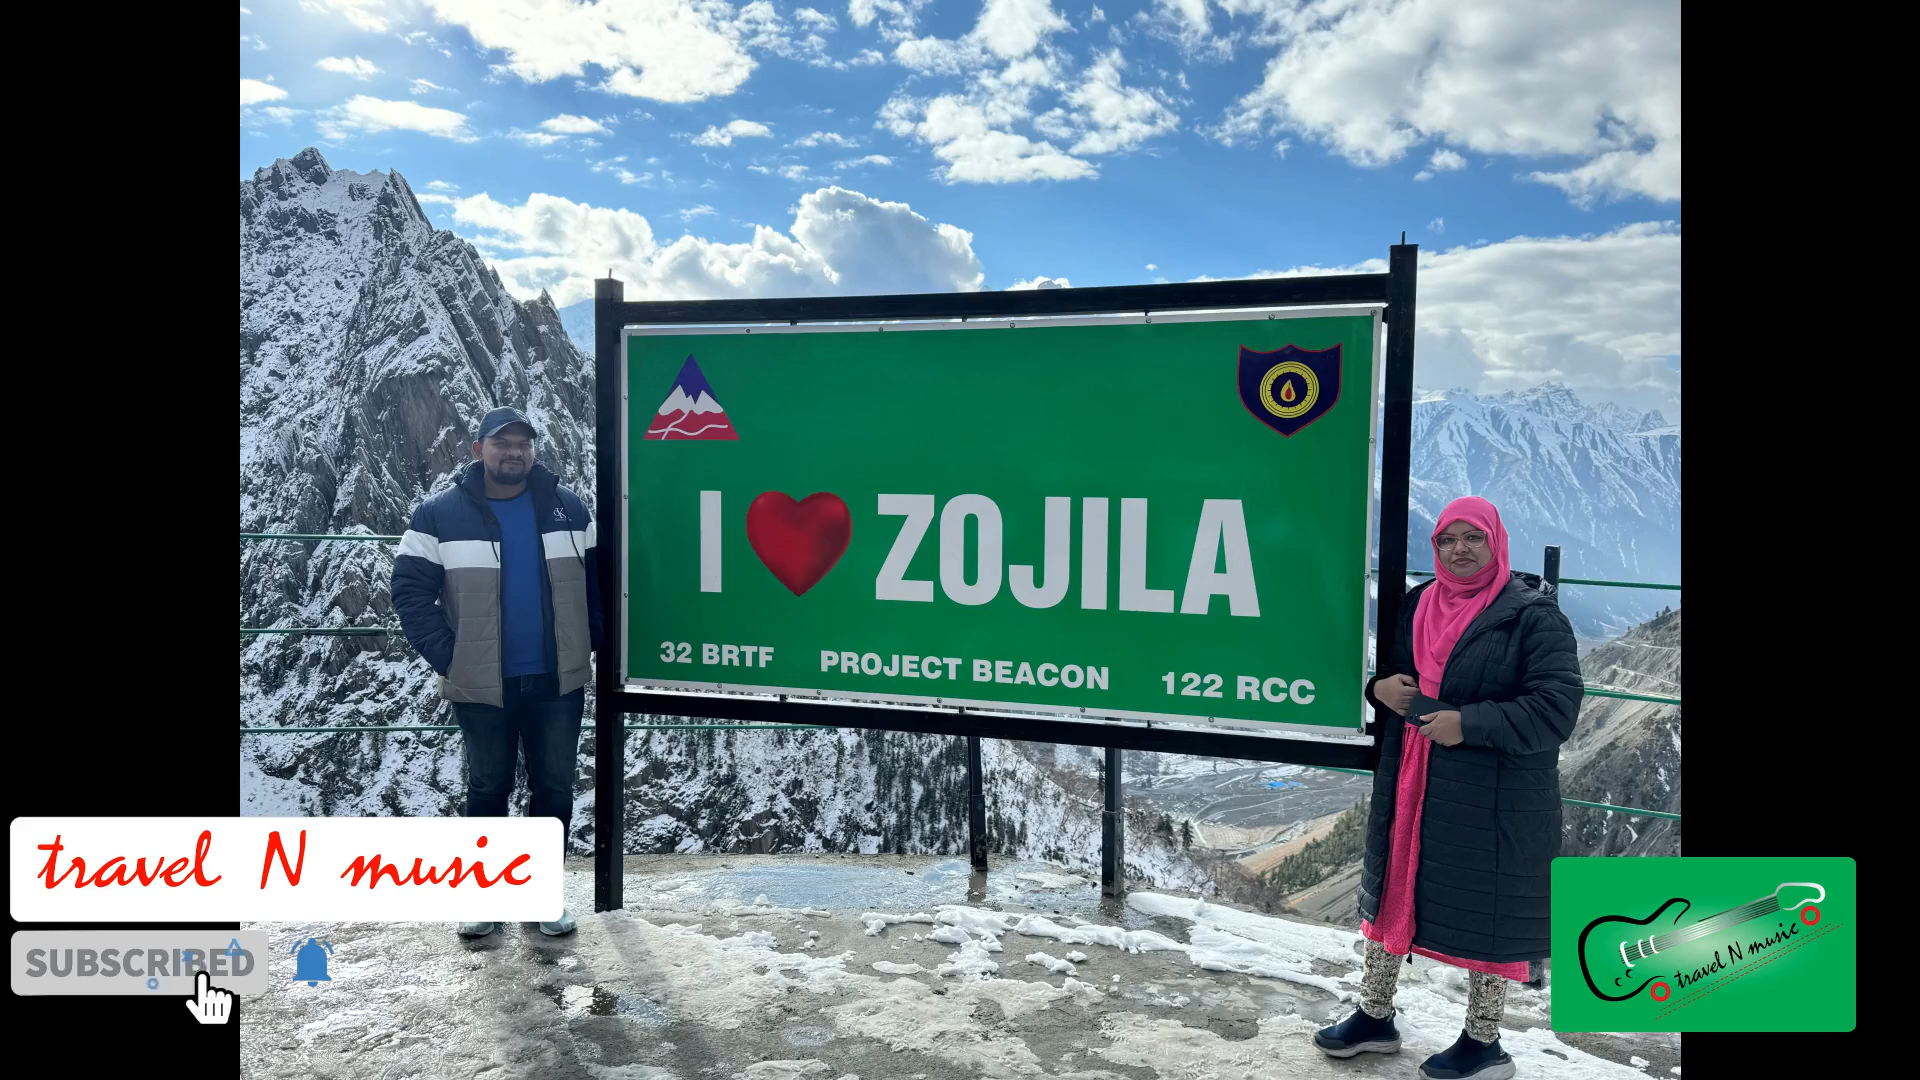 I ❤ ZOJILA
32 BRTF PROJECT BEACON 122 RCC
travel N music
SUBSCRIBED
travel N music